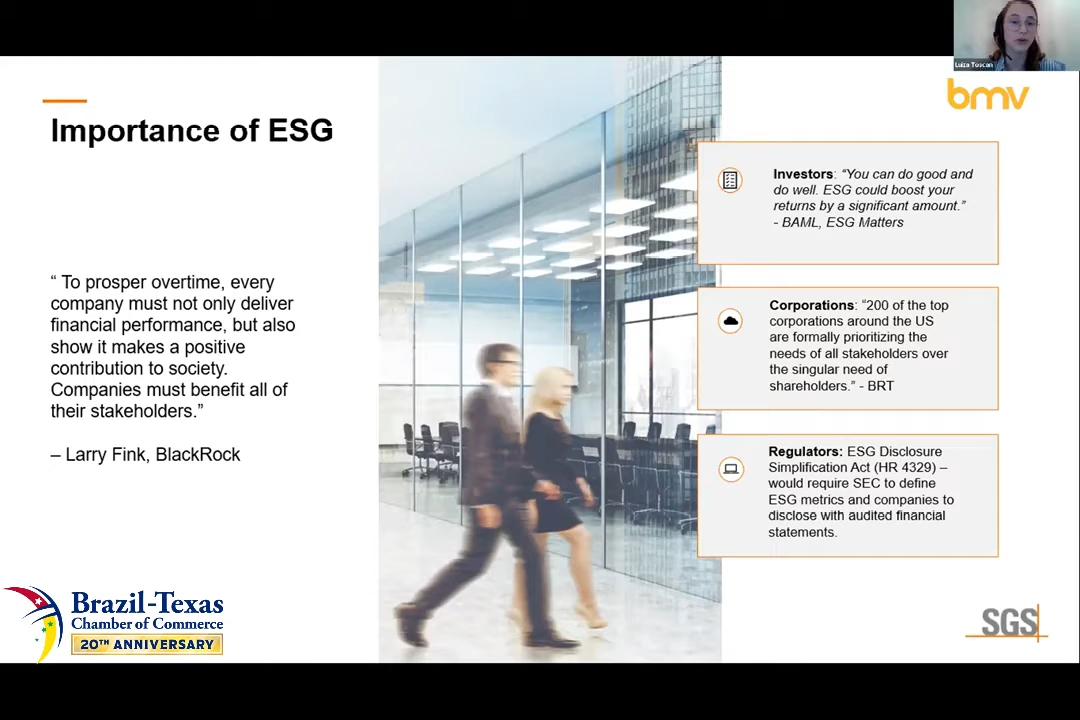 Luiza Toscan
bmv
Importance of ESG
“ To prosper overtime, every
company must not only deliver
financial performance, but also
show it makes a positive
contribution to society.
Companies must benefit all of
their stakeholders.”
– Larry Fink, BlackRock
Investors: “You can do good and
do well. ESG could boost your
returns by a significant amount.”
- BAML, ESG Matters
Corporations: “200 of the top
corporations around the US
are formally prioritizing the
needs of all stakeholders over
the singular need of
shareholders.” - BRT
Regulators: ESG Disclosure
Simplification Act (HR 4329) –
would require SEC to define
ESG metrics and companies to
disclose with audited financial
statements.
Brazil-Texas
Chamber of Commerce
20TH ANNIVERSARY
SGS